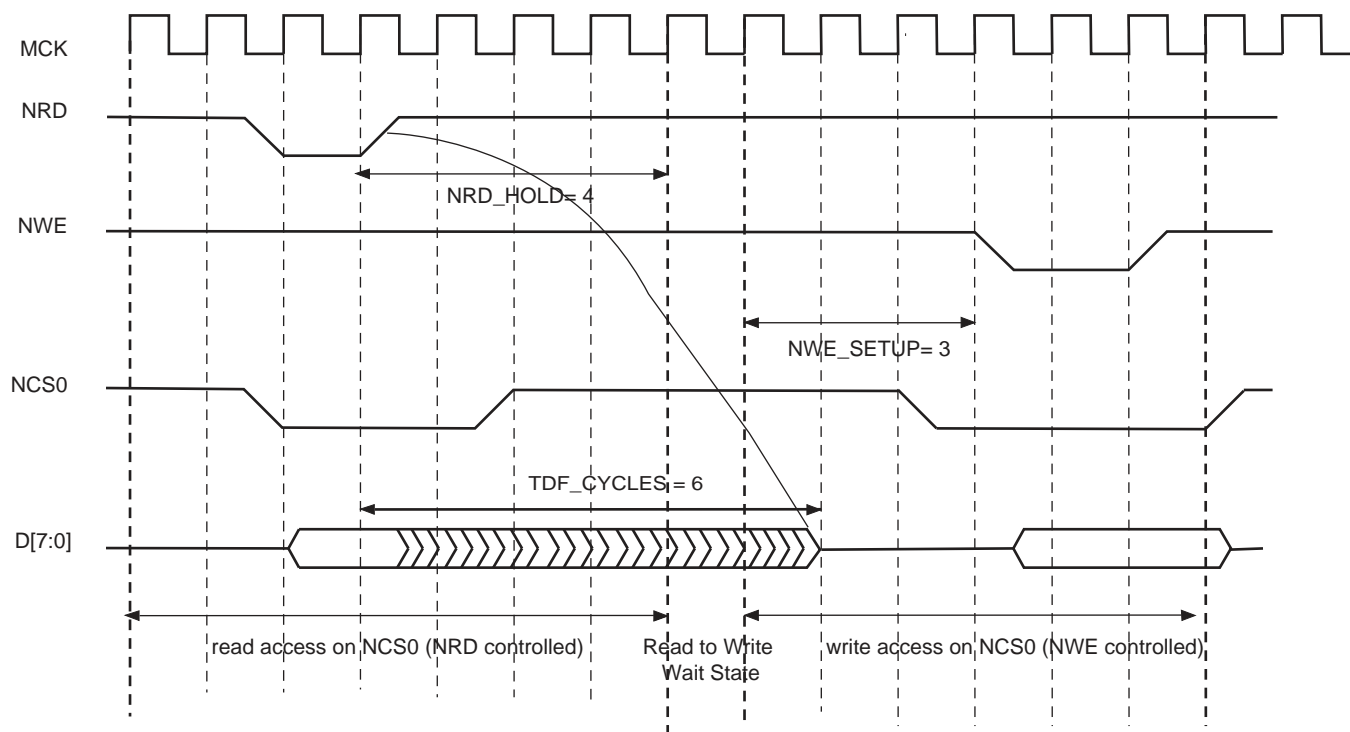 MCK
NRD
NRD_HOLD= 4
NWE
NWE_SETUP= 3
NCS0
TDF_CYCLES = 6
D[7:0]
read access on NCS0 (NRD controlled)
Read to Write
Wait State
write access on NCS0 (NWE controlled)